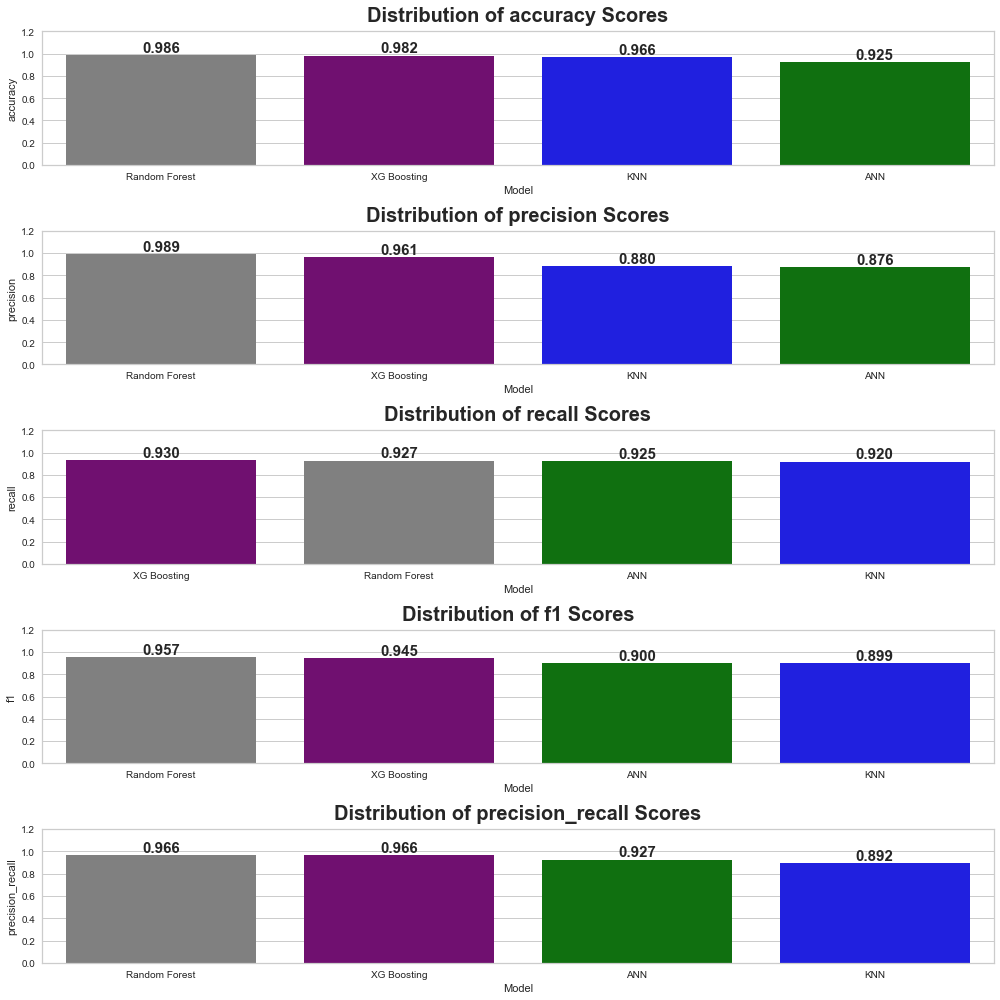 Distribution of accuracy Scores
1.2
1.0
0.8
0.6
0.4
0.2
0.0
accuracy
0.986 0.982 0.966 0.925
Random Forest XG Boosting KNN ANN
Model
Distribution of precision Scores
1.2
1.0
0.8
0.6
0.4
0.2
0.0
precision
0.989 0.961 0.880 0.876
Random Forest XG Boosting KNN ANN
Model
Distribution of recall Scores
1.2
1.0
0.8
0.6
0.4
0.2
0.0
recall
0.930 0.927 0.925 0.920
XG Boosting Random Forest ANN KNN
Model
Distribution of f1 Scores
1.2
1.0
0.8
0.6
0.4
0.2
0.0
f1
0.957 0.945 0.900 0.899
Random Forest XG Boosting ANN KNN
Model
Distribution of precision_recall Scores
1.2
1.0
0.8
0.6
0.4
0.2
0.0
precision_recall
0.966 0.966 0.927 0.892
Random Forest XG Boosting ANN KNN
Model